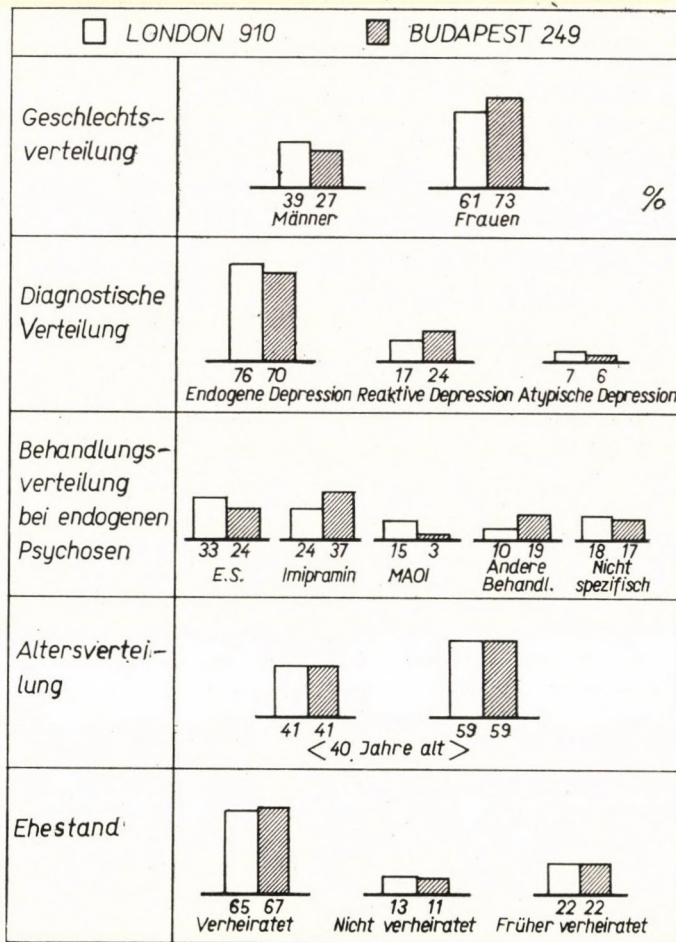 LONDON 910 BUDAPEST 249
Geschlechts-
verteilung
39 27
Männer
61 73
Frauen
%
Diagnostische
Verteilung
76 70
Endogene Depression
17 24
Reaktive Depression
7 6
Atypische Depression
Behandlungs-
verteilung
bei endogenen
Psychosen
33 24
E.S.
24 37
Imipramin
15 3
MAOI
10 19
Andere
Behandl.
18 17
Nicht
spezifisch
Altersvertei-
lung
41 41
59 59
< 40 Jahre alt >
Ehestand
65 67
Verheiratet
13 11
Nicht verheiratet
22 22
Früher verheiratet